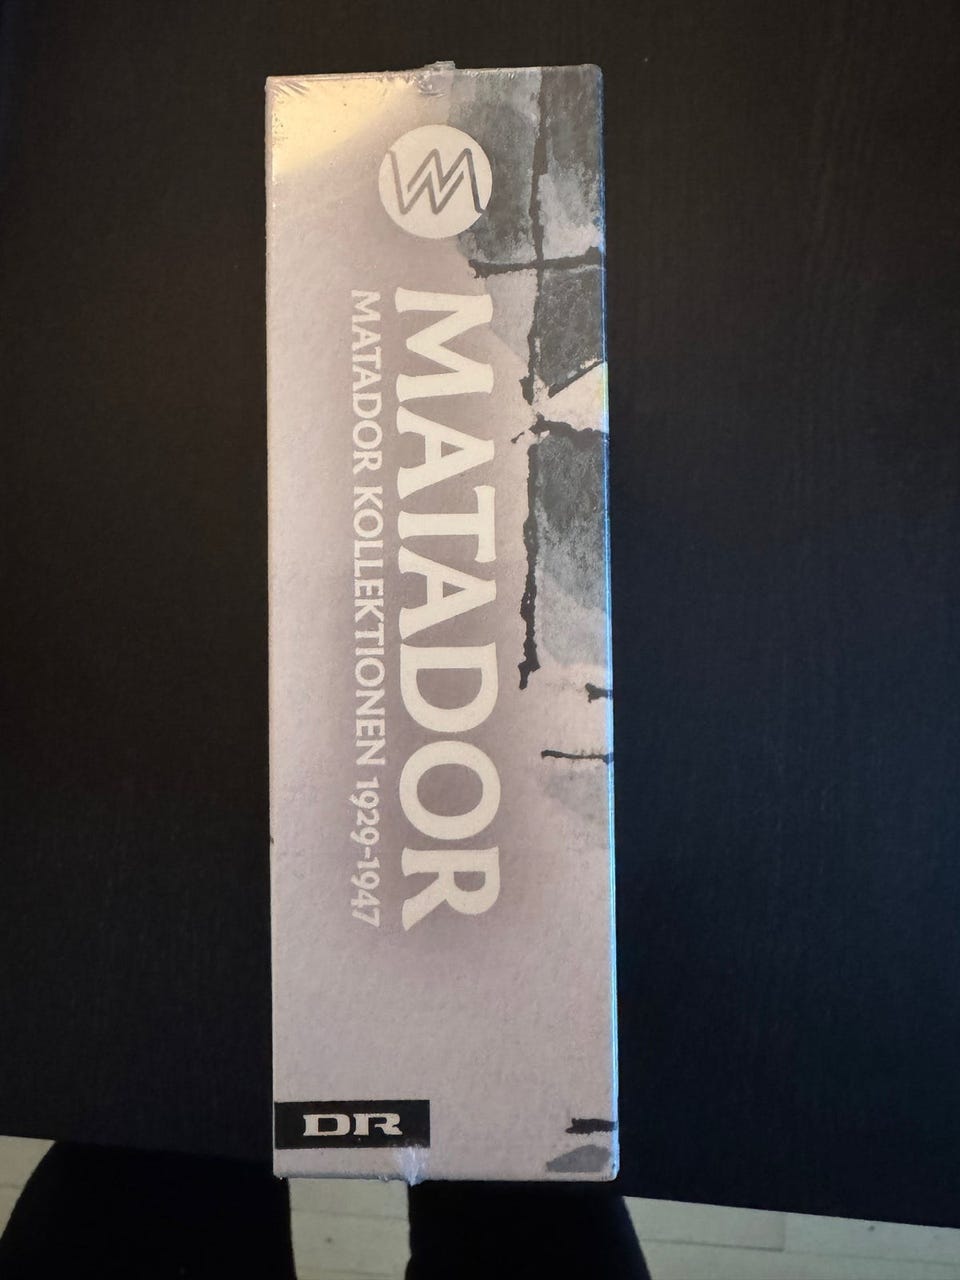 MATADOR
MATADOR KOLLEKTIONEN 1929-1947
DR